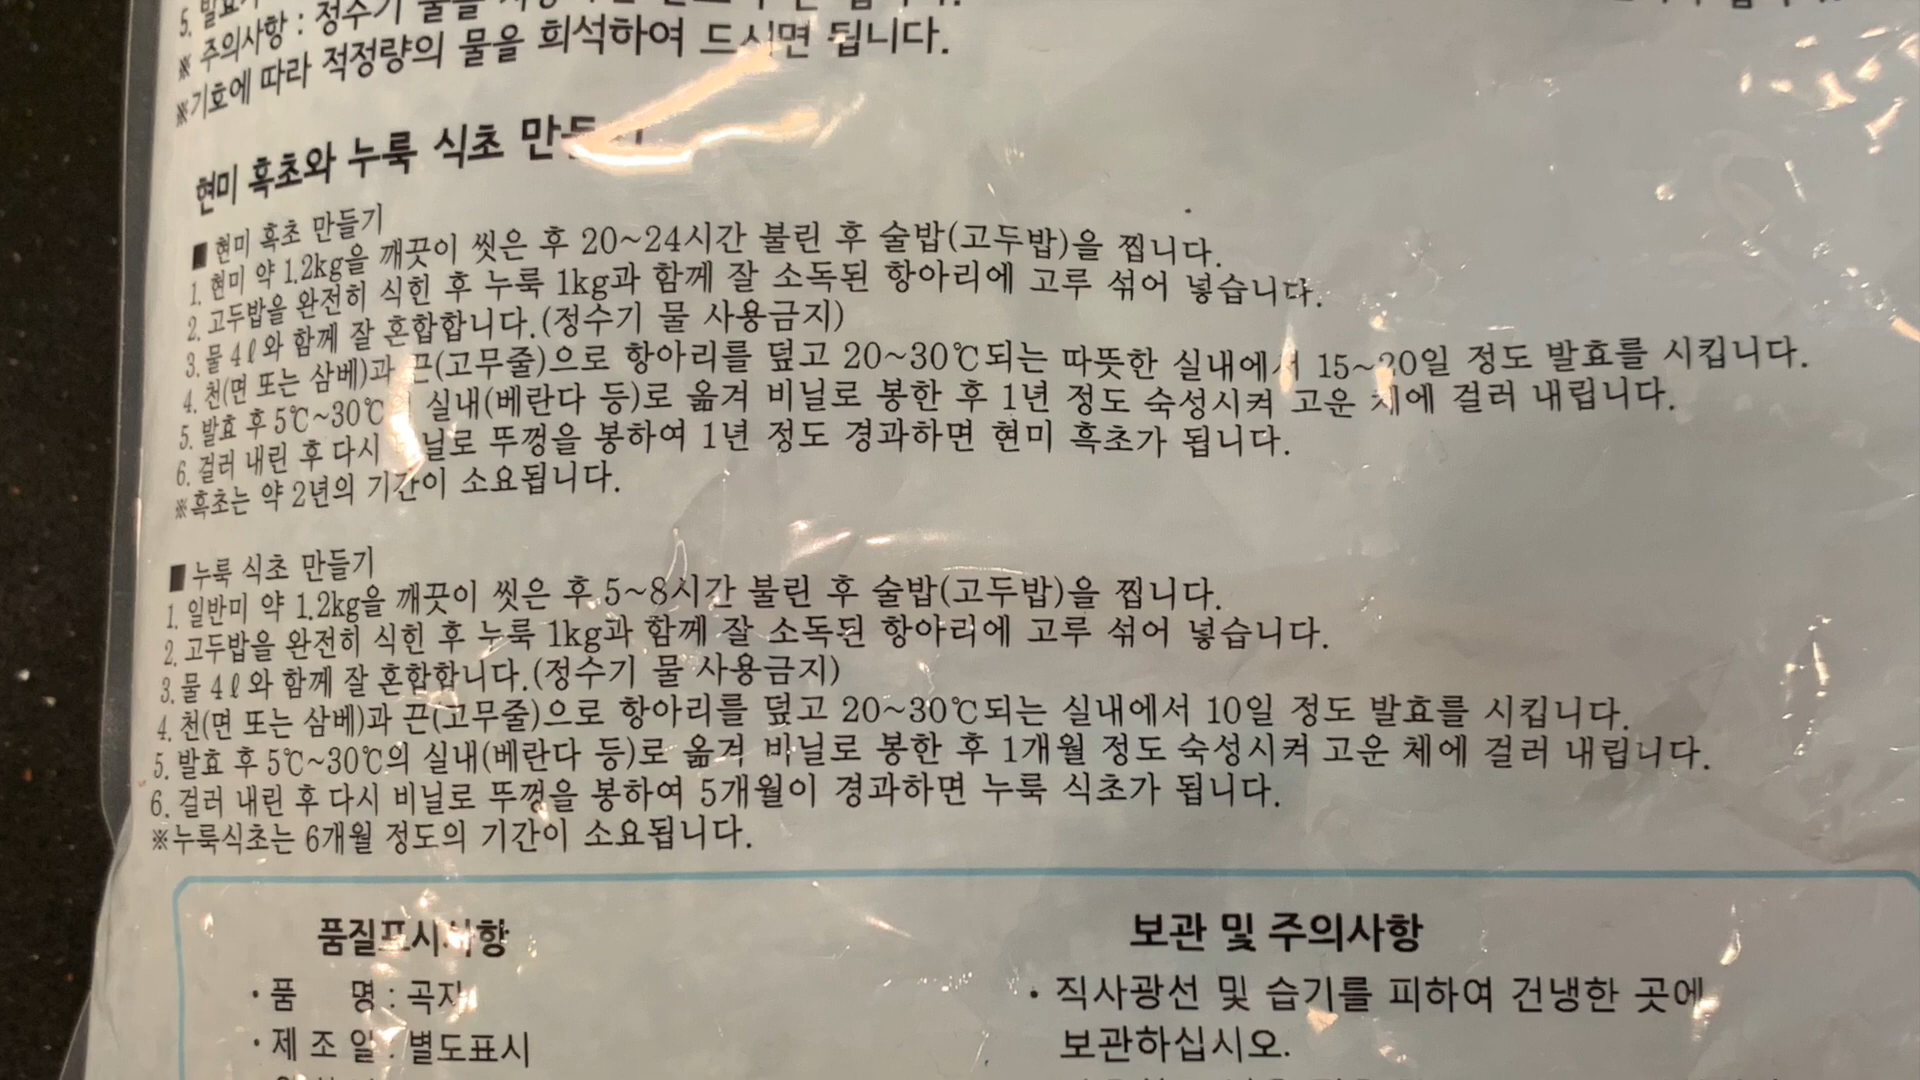 5. 발효
※ 주의사항 : 정수기 물을
※기호에 따라 적정량의 물을 희석하여 드시면 됩니다.
현미 흑초와 누룩 식초 만들기
■ 현미 흑초 만들기
1. 현미 약 1.2kg을 깨끗이 씻은 후 20~24시간 불린 후 술밥(고두밥)을 찝니다.
2. 고두밥을 완전히 식힌 후 누룩 1kg과 함께 잘 소독된 항아리에 고루 섞어 넣습니다.
3. 물 4ℓ와 함께 잘 혼합합니다.(정수기 물 사용금지)
4. 천(면 또는 삼베)과 끈(고무줄)으로 항아리를 덮고 20~30℃되는 따뜻한 실내에서 15~20일 정도 발효를 시킵니다.
5. 발효 후 5℃~30℃의 실내(베란다 등)로 옮겨 비닐로 봉한 후 1년 정도 숙성시켜 고운 체에 걸러 내립니다.
6. 걸러 내린 후 다시 비닐로 뚜껑을 봉하여 1년 정도 경과하면 현미 흑초가 됩니다.
※흑초는 약 2년의 기간이 소요됩니다.
■ 누룩 식초 만들기
1. 일반미 약 1.2kg을 깨끗이 씻은 후 5~8시간 불린 후 술밥(고두밥)을 찝니다.
2. 고두밥을 완전히 식힌 후 누룩 1kg과 함께 잘 소독된 항아리에 고루 섞어 넣습니다.
3. 물 4ℓ와 함께 잘 혼합합니다.(정수기 물 사용금지)
4. 천(면 또는 삼베)과 끈(고무줄)으로 항아리를 덮고 20~30℃되는 실내에서 10일 정도 발효를 시킵니다.
5. 발효 후 5℃~30℃의 실내(베란다 등)로 옮겨 비닐로 봉한 후 1개월 정도 숙성시켜 고운 체에 걸러 내립니다.
6. 걸러 내린 후 다시 비닐로 뚜껑을 봉하여 5개월이 경과하면 누룩 식초가 됩니다.
※누룩식초는 6개월 정도의 기간이 소요됩니다.
품질표시사항
· 품 명 : 곡자
· 제 조 일 : 별도표시
보관 및 주의사항
· 직사광선 및 습기를 피하여 건냉한 곳에
보관하십시오.